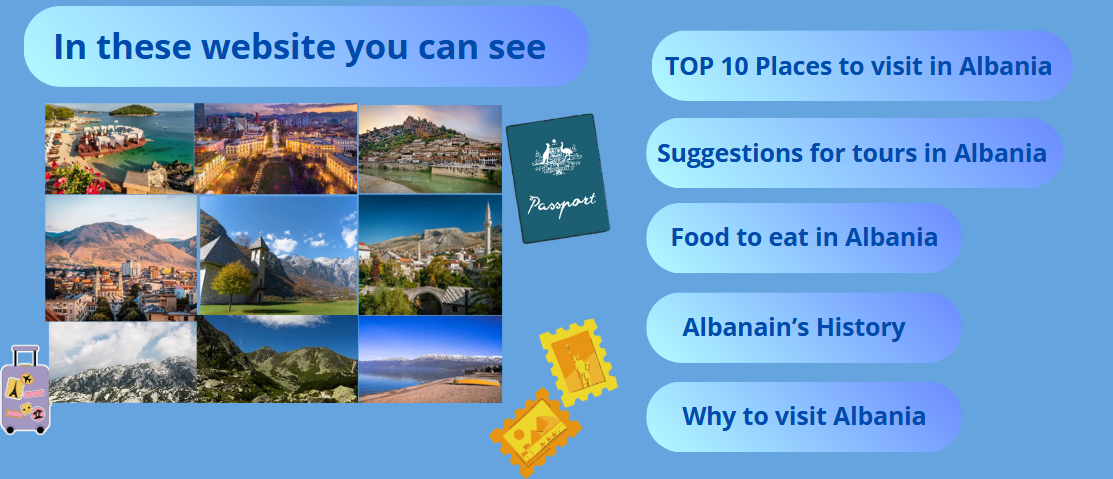 In these website you can see
TOP 10 Places to visit in Albania
Suggestions for tours in Albania
Passport
Food to eat in Albania
Albanain’s History
Why to visit Albania